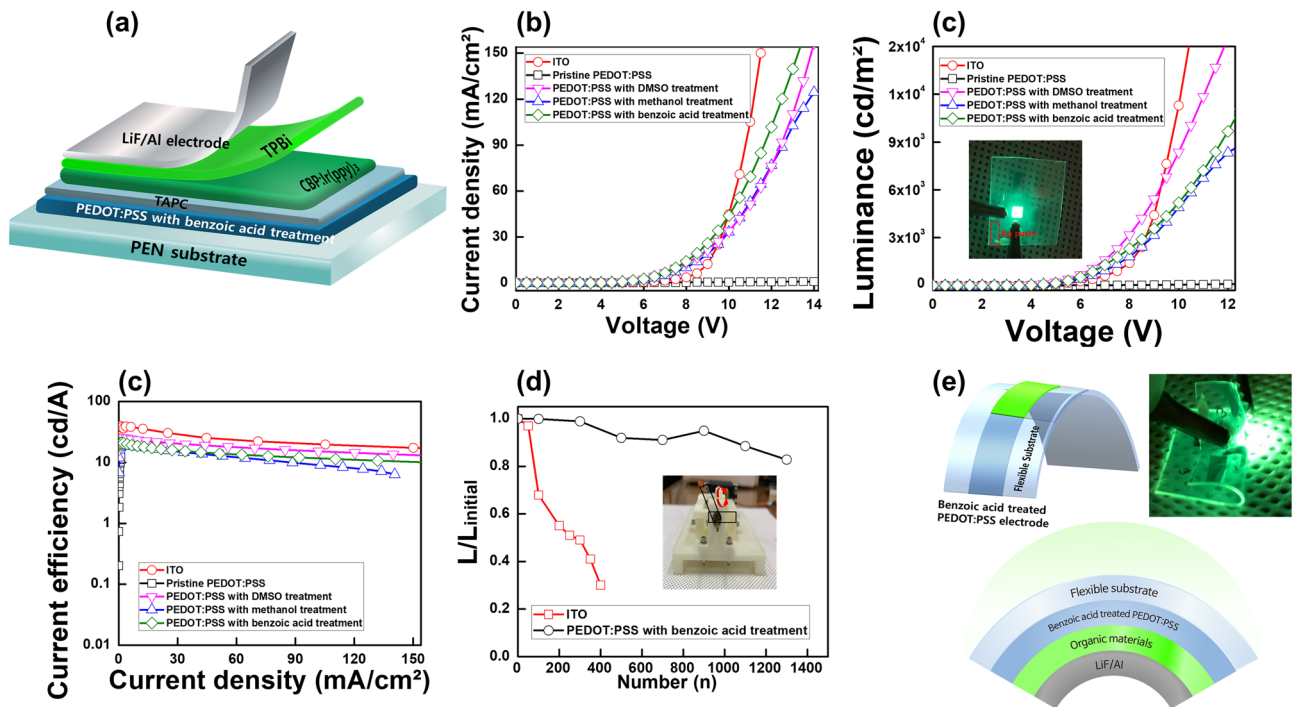 (a)
LiF/Al electrode
TPBi
CBP:Ir(ppy)₃
TAPC
PEDOT:PSS with benzoic acid treatment
PEN substrate
(b)
Current density (mA/cm²)
150
120
90
60
30
0
ITO
Pristine PEDOT:PSS
PEDOT:PSS with DMSO treatment
PEDOT:PSS with methanol treatment
PEDOT:PSS with benzoic acid treatment
0 2 4 6 8 10 12 14
Voltage (V)
(c)
Luminance (cd/m²)
2x10⁴
1x10⁴
9x10³
6x10³
3x10³
0
ITO
Pristine PEDOT:PSS
PEDOT:PSS with DMSO treatment
PEDOT:PSS with methanol treatment
PEDOT:PSS with benzoic acid treatment
0 2 4 6 8 10 12
Voltage (V)
(c)
Current efficiency (cd/A)
100
10
1
0.1
0.01
ITO
Pristine PEDOT:PSS
PEDOT:PSS with DMSO treatment
PEDOT:PSS with methanol treatment
PEDOT:PSS with benzoic acid treatment
0 30 60 90 120 150
Current density (mA/cm²)
(d)
L/Linitial
1.0
0.8
0.6
0.4
0.2
0.0
ITO
PEDOT:PSS with benzoic acid treatment
0 200 400 600 800 1000 1200 1400
Number (n)
(e)
Flexible Substrate
Benzoic acid treated
PEDOT:PSS electrode
Flexible substrate
Benzoic acid treated PEDOT:PSS
Organic materials
LiF/Al